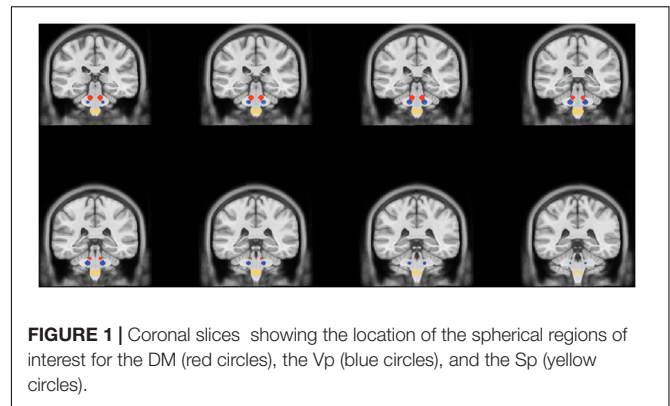 FIGURE 1 | Coronal slices showing the location of the spherical regions of
interest for the DM (red circles), the Vp (blue circles), and the Sp (yellow
circles).